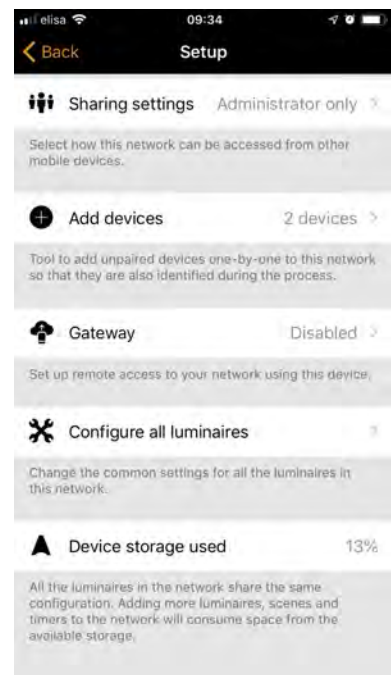 elisa 09:34
Back Setup
Sharing settings Administrator only
Select how this network can be accessed from other
mobile devices.
Add devices 2 devices
Tool to add unpaired devices one-by-one to this network
so that they are also identified during the process.
Gateway Disabled
Set up remote access to your network using this device.
Configure all luminaires
Change the common settings for all the luminaires in
this network.
Device storage used 13%
All the luminaires in the network share the same
configuration. Adding more luminaires, scenes and
timers to the network will consume space from the
available storage.